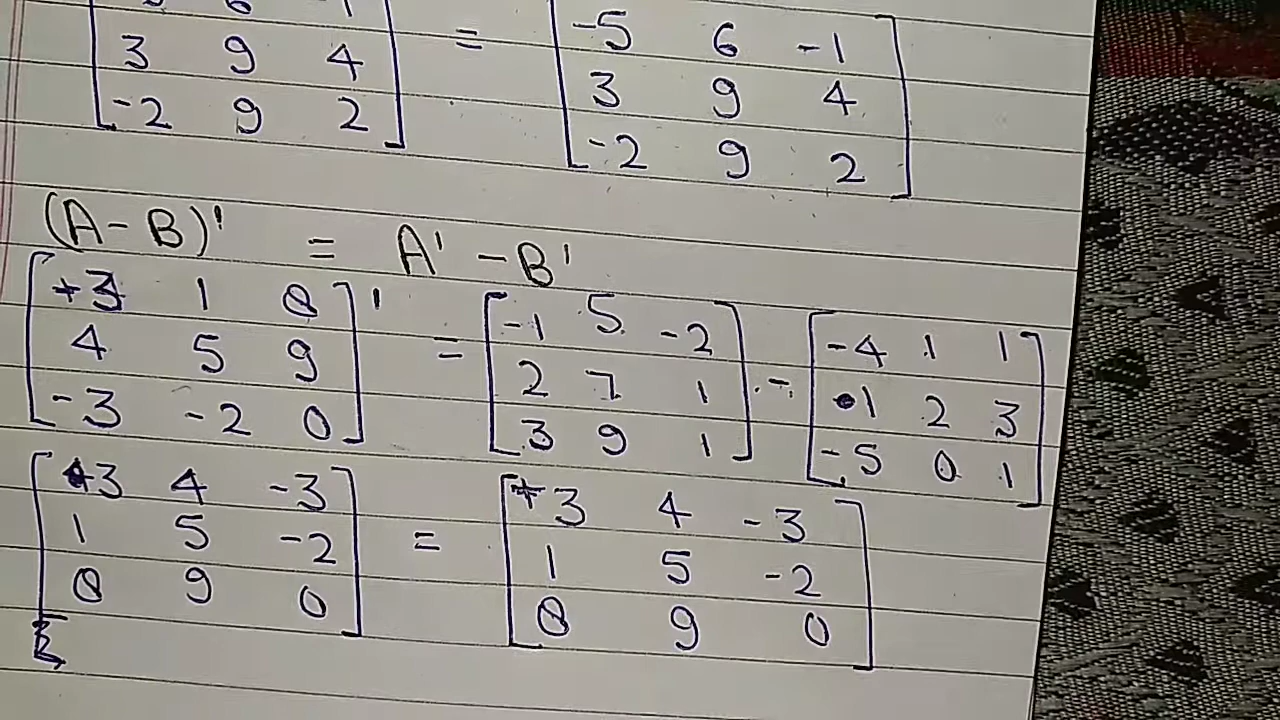 6 -1
3 9 4 = -5 6 -1
-2 9 2 3 9 4
-2 9 2
(A-B)' = A' - B'
[+3 1 8
4 5 9
-3 -2 0]' = [-1 5 -2
2 7 1
3 9 1] - [-4 1 1
1 2 3
-5 0 1]
[+3 4 -3
1 5 -2
8 9 0] = [+3 4 -3
1 5 -2
8 9 0]